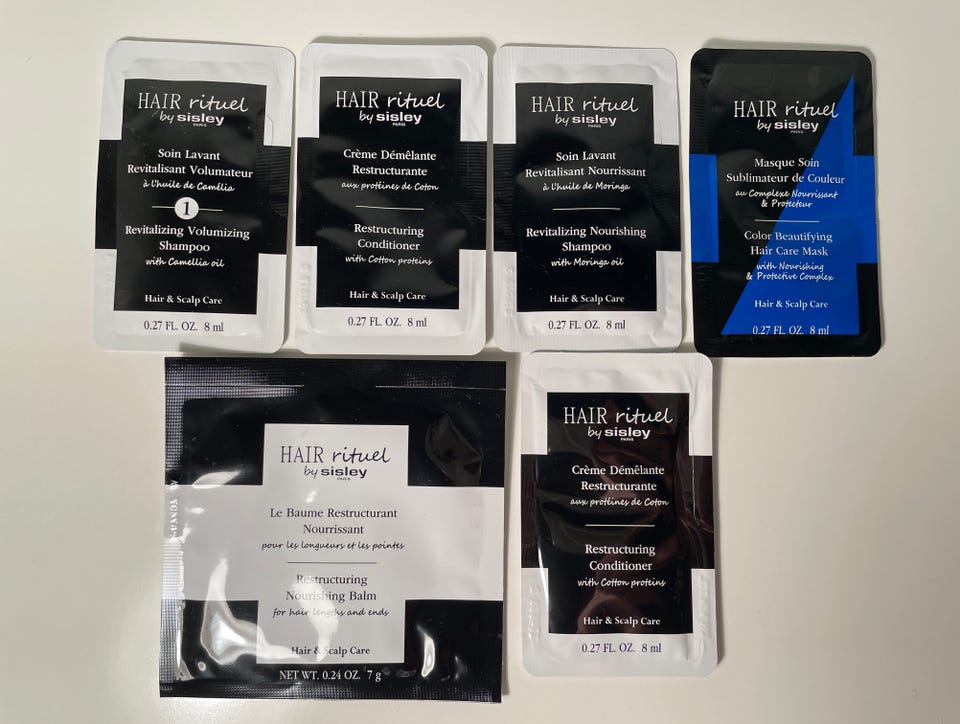 HAIR rituel
by sisley
PARIS
Soin Lavant
Revitalisant Volumateur
à l'huile de Camélia
1
Revitalizing Volumizing
Shampoo
with Camellia oil
Hair & Scalp Care
0.27 FL. OZ. 8 ml
HAIR rituel
by sisley
PARIS
Crème Démêlante
Restructurante
aux protéines de Coton
Restructuring
Conditioner
with Cotton proteins
Hair & Scalp Care
0.27 FL. OZ. 8 ml
HAIR rituel
by sisley
PARIS
Soin Lavant
Revitalisant Nourrissant
à l'huile de Moringa
Revitalizing Nourishing
Shampoo
with Moringa oil
Hair & Scalp Care
0.27 FL. OZ. 8 ml
HAIR rituel
by sisley
PARIS
Masque Soin
Sublimateur de Couleur
au Complexe Nourrissant
& Protecteur
Color Beautifying
Hair Care Mask
with Nourishing
& Protective Complex
Hair & Scalp Care
0.27 FL. OZ. 8 ml
HAIR rituel
by sisley
PARIS
Le Baume Restructurant
Nourrissant
pour les longueurs et les pointes
Restructuring
Nourishing Balm
for hair lengths and ends
Hair & Scalp Care
NET WT. 0.24 OZ. 7 g
HAIR rituel
by sisley
PARIS
Crème Démêlante
Restructurante
aux protéines de Coton
Restructuring
Conditioner
with Cotton proteins
Hair & Scalp Care
0.27 FL. OZ. 8 ml